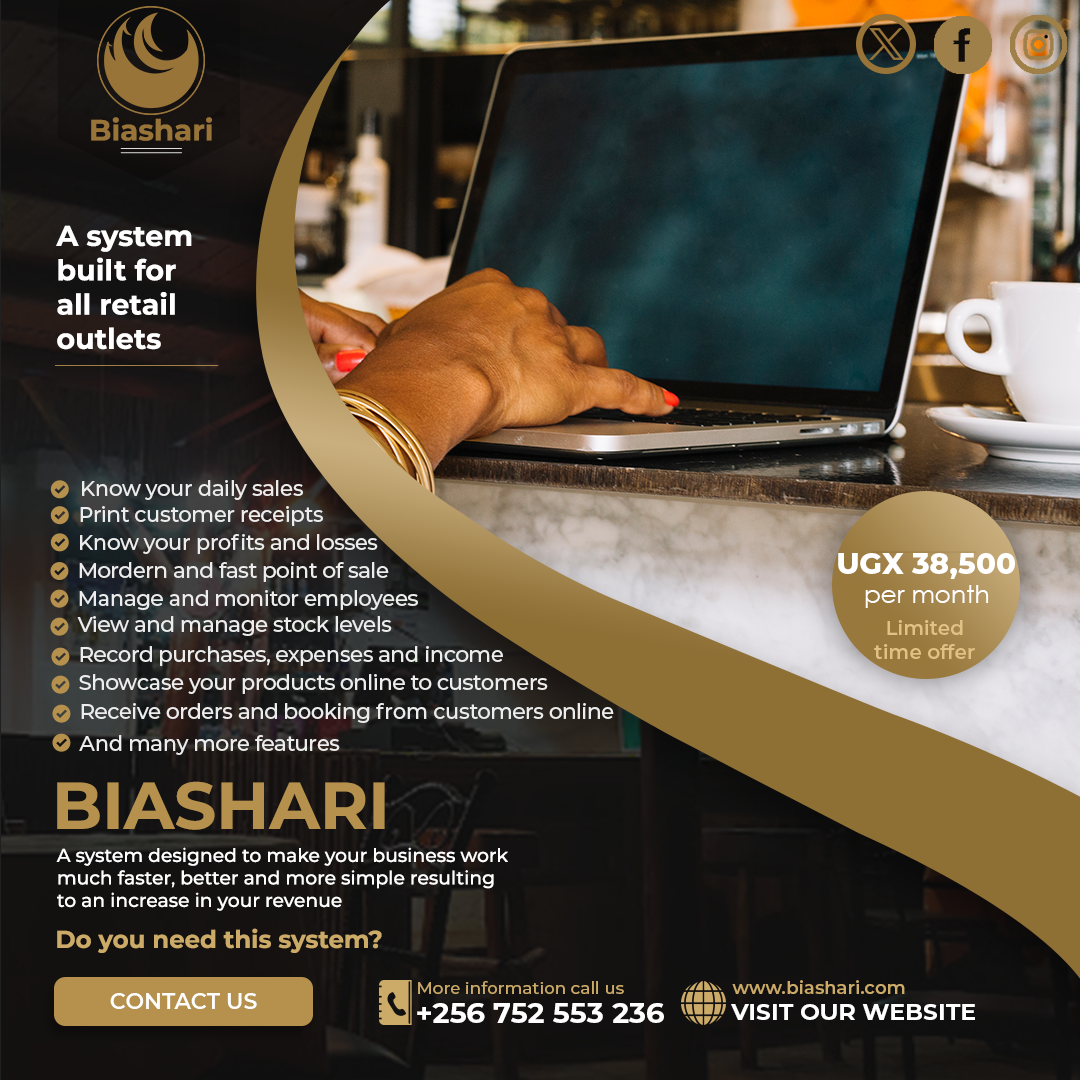 Biashari
A system
built for
all retail
outlets
Know your daily sales
Print customer receipts
Know your profits and losses
Mordern and fast point of sale
Manage and monitor employees
View and manage stock levels
Record purchases, expenses and income
Showcase your products online to customers
Receive orders and booking from customers online
And many more features
UGX 38,500
per month
Limited
time offer
BIASHARI
A system designed to make your business work
much faster, better and more simple resulting
to an increase in your revenue
Do you need this system?
CONTACT US
More information call us
+256 752 553 236
www.biashari.com
VISIT OUR WEBSITE